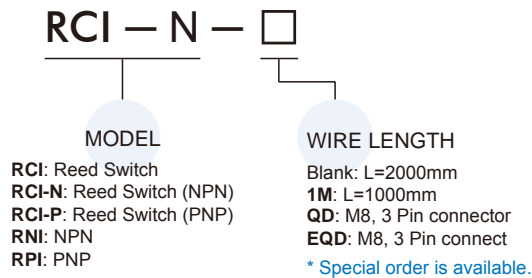 RCI — N — □
MODEL
RCI: Reed Switch
RCI-N: Reed Switch (NPN)
RCI-P: Reed Switch (PNP)
RNI: NPN
RPI: PNP
WIRE LENGTH
Blank: L=2000mm
1M: L=1000mm
QD: M8, 3 Pin connector
EQD: M8, 3 Pin connect
* Special order is available.